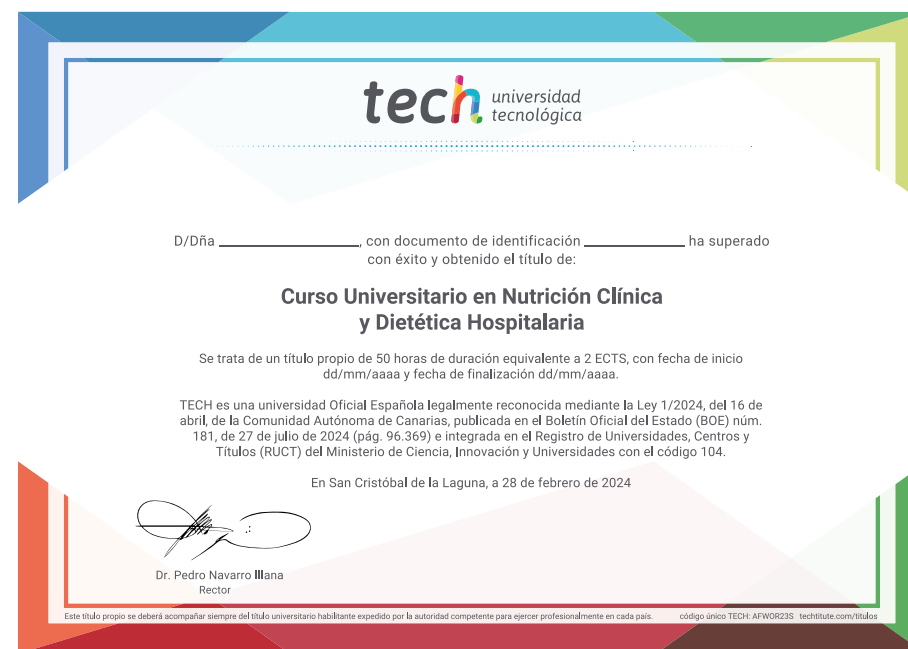 tech universidad
tecnológica
D/Dña ____________, con documento de identificación ____________ ha superado
con éxito y obtenido el título de:
Curso Universitario en Nutrición Clínica
y Dietética Hospitalaria
Se trata de un título propio de 50 horas de duración equivalente a 2 ECTS, con fecha de inicio
dd/mm/aaaa y fecha de finalización dd/mm/aaaa.
TECH es una universidad Oficial Española legalmente reconocida mediante la Ley 1/2024, del 16 de
abril, de la Comunidad Autónoma de Canarias, publicada en el Boletín Oficial del Estado (BOE) núm.
181, de 27 de julio de 2024 (pág. 96.369) e integrada en el Registro de Universidades, Centros y
Títulos (RUCT) del Ministerio de Ciencia, Innovación y Universidades con el código 104.
En San Cristóbal de la Laguna, a 28 de febrero de 2024
Dr. Pedro Navarro Illana
Rector
Este título propio se deberá acompañar siempre del título universitario habilitante expedido por la autoridad competente para ejercer profesionalmente en cada país. código único TECH: AFWOR23S techtitute.com/titulos